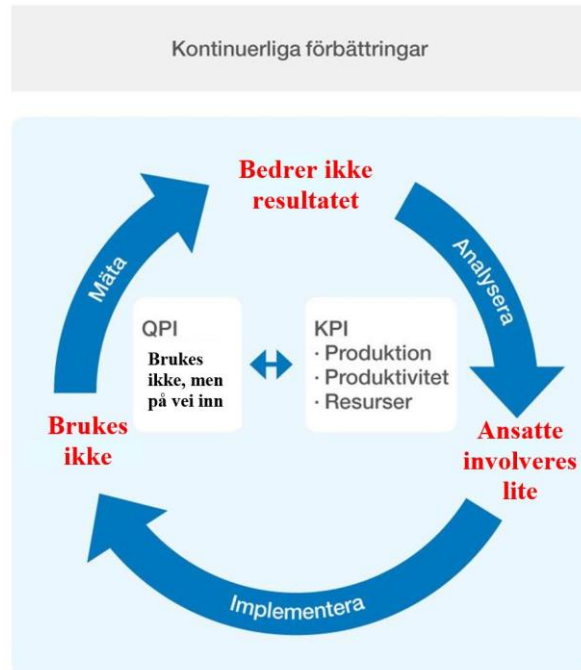 Kontinuerliga förbättringar
Bedrer ikke
resultatet
Mäta
Analysera
QPI
Brukes
ikke, men
på vei inn
KPI
· Produktion
· Produktivitet
· Resurser
Brukes
ikke
Ansatte
involveres
lite
Implementera